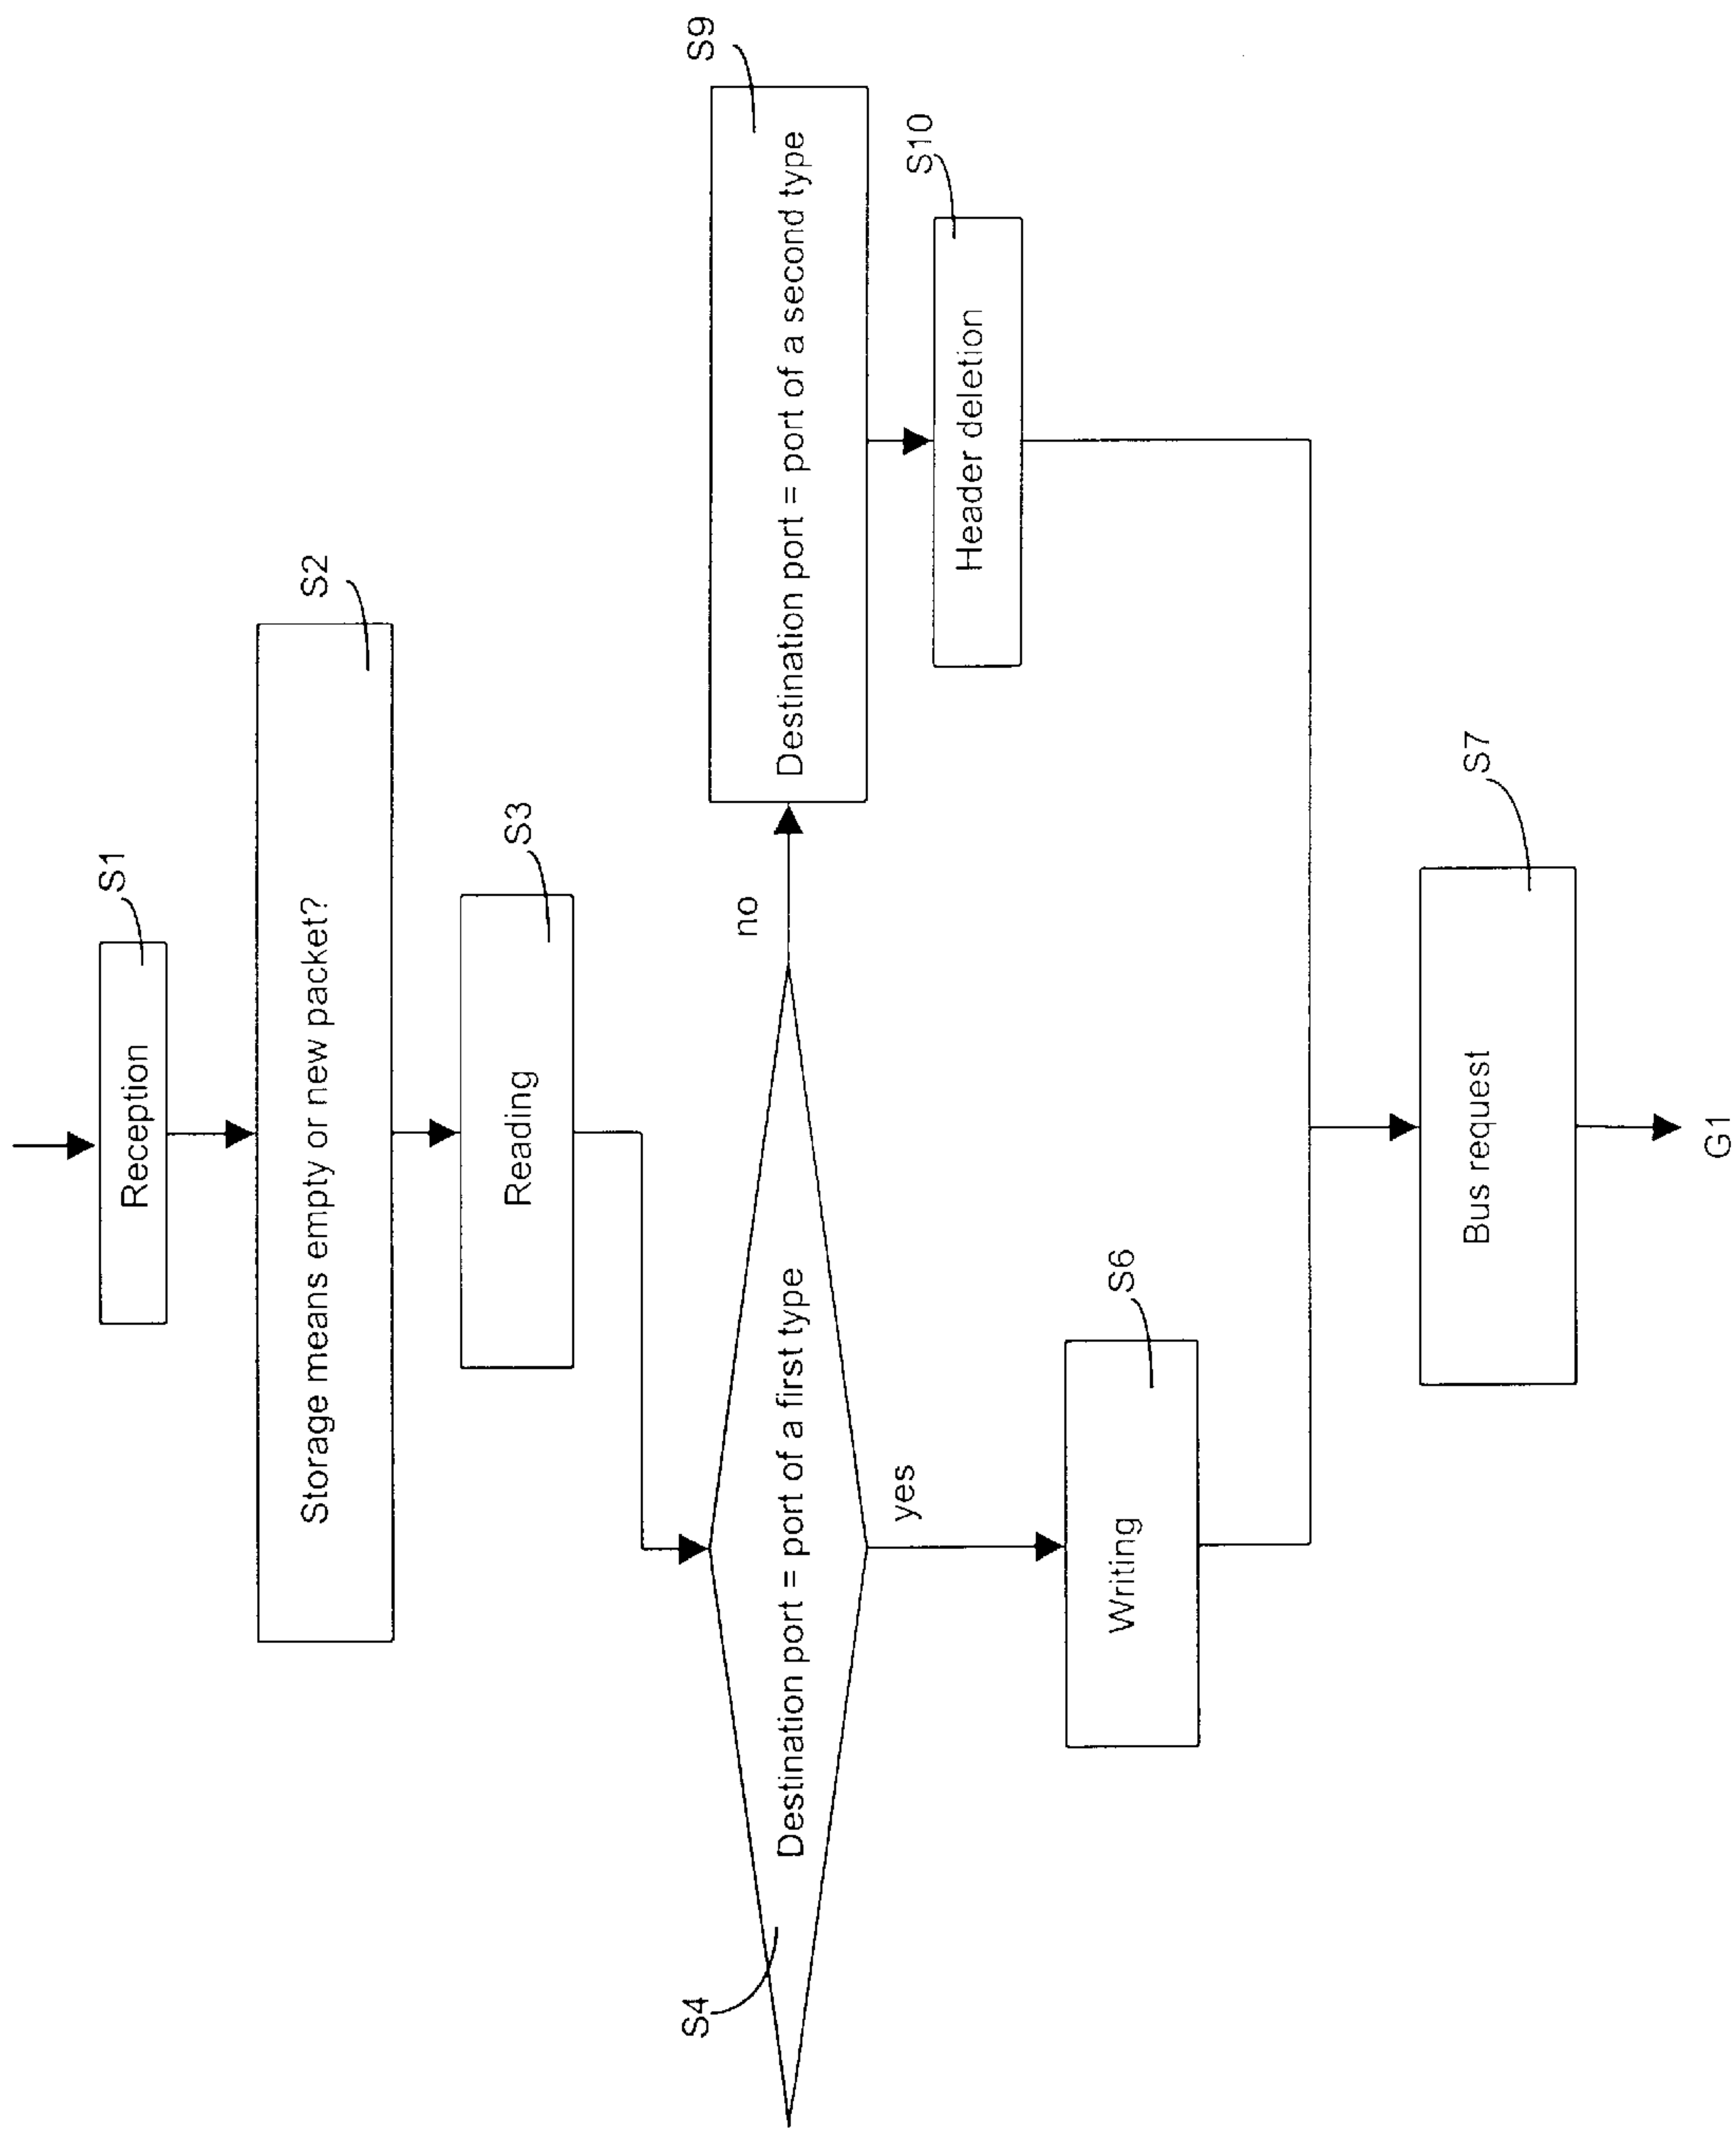 S1
Reception
S2
Storage means empty or new packet?
S3
Reading
S4
Destination port = port of a first type
no
S9
Destination port = port of a second type
S10
Header deletion
yes
S6
Writing
S7
Bus request
G1